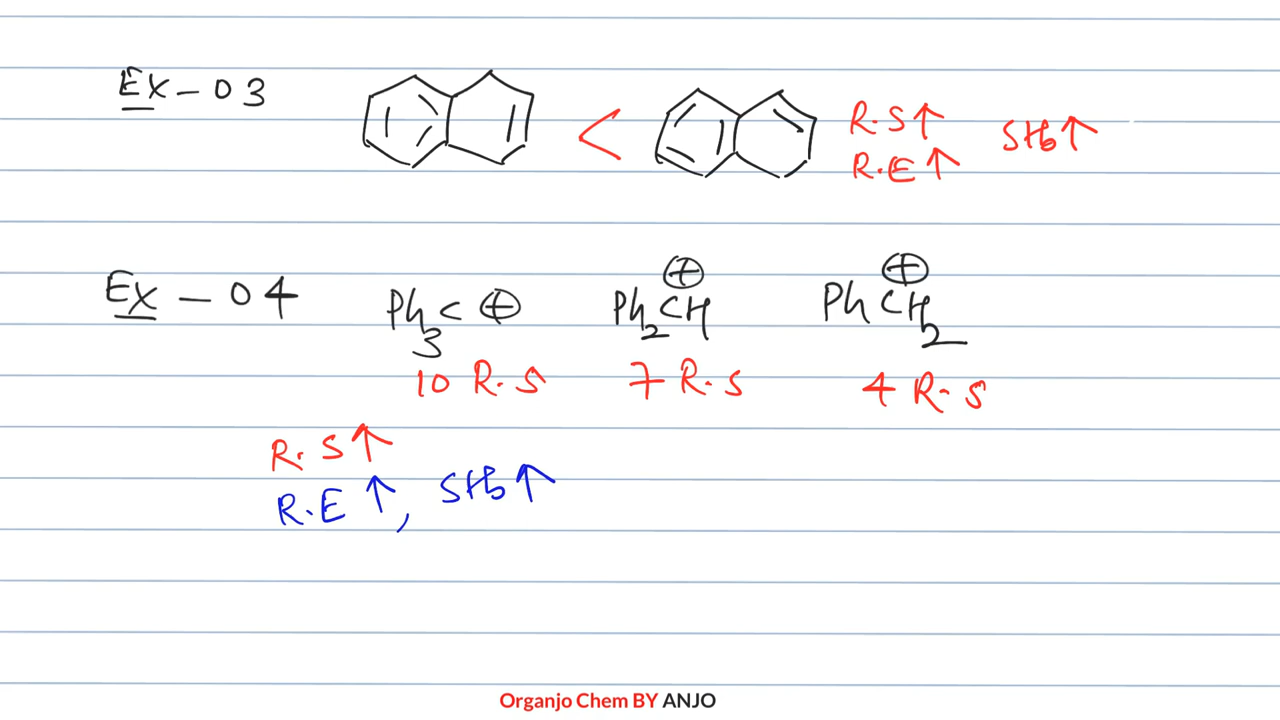 Ex - 03
<
R.S↑
R.E↑
Stb↑
Ex - 04
Ph3C⊕
Ph2CH⊕
PhCH2⊕
10 R.S
7 R.S
4 R.S
R.S↑
R.E↑, Stb↑
Organjo Chem BY ANJO